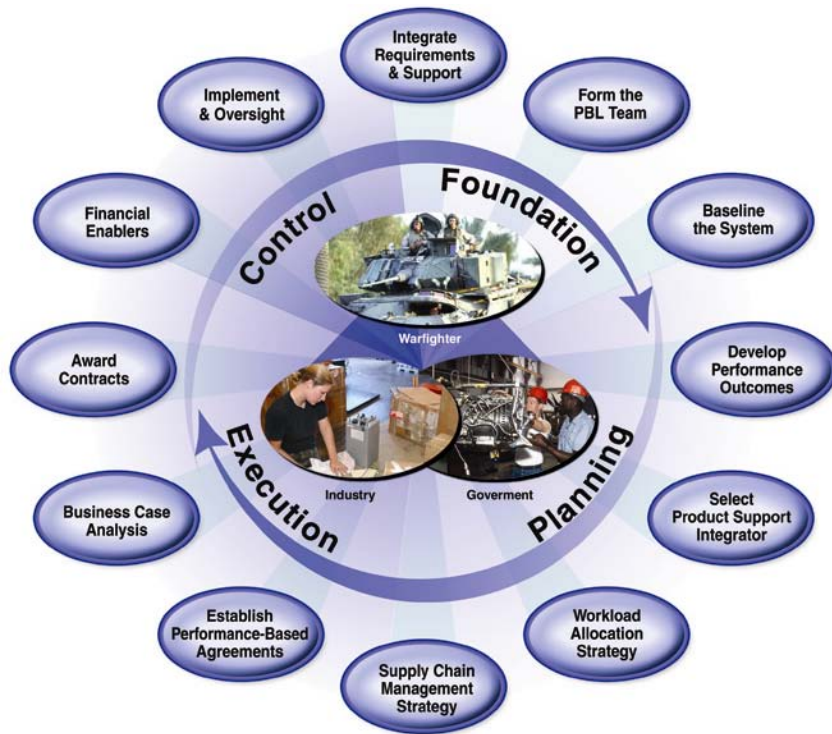 Integrate
Requirements
& Support
Form the
PBL Team
Baseline
the System
Develop
Performance
Outcomes
Select
Product Support
Integrator
Workload
Allocation
Strategy
Supply Chain
Management
Strategy
Establish
Performance-Based
Agreements
Business Case
Analysis
Award
Contracts
Financial
Enablers
Implement
& Oversight
Foundation
Planning
Execution
Control
Warfighter
Industry
Goverment